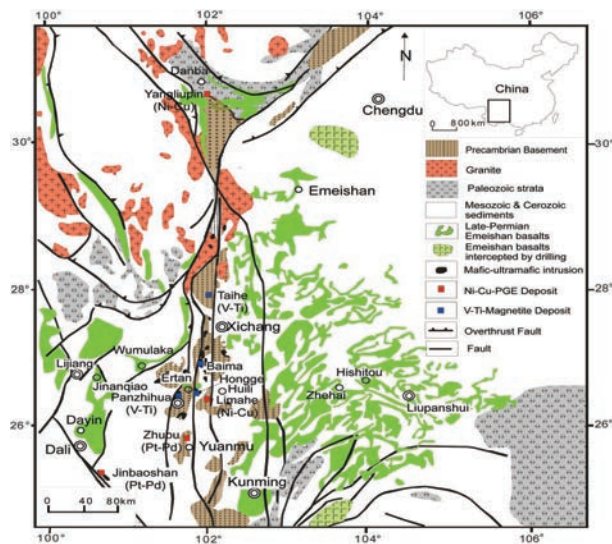 100°
102°
104°
106°
N
China
0 800km
Danba
Yangliupin
(Ni-Cu)
Chengdu
30°
30°
Emeishan
Precambrian Basement
Granite
Paleozoic strata
Mesozoic & Cerozoic
sediments
Late-Permian
Emeishan Basalts
Emeishan basalts
intercepted by drilling
Mafic-ultramafic intrusion
Ni-Cu-PGE Deposit
V-Ti-Magnetite Deposit
Overthrust Fault
Fault
28°
28°
Taihe
(V-Ti)
Xichang
Wumulaka
Lijiang
Jinanqiao
Ertan
Baima
Hongge
Huili
Panzhihua
(V-Ti)
Limahe
(Ni-Cu)
Hishitou
Zhehai
Liupanshui
26°
26°
Dayin
Dali
Zhubu
(Pt-Pd)
Yuanmu
Jinbaoshan
(Pt-Pd)
Kunming
0 40 80km
100°
102°
104°
106°